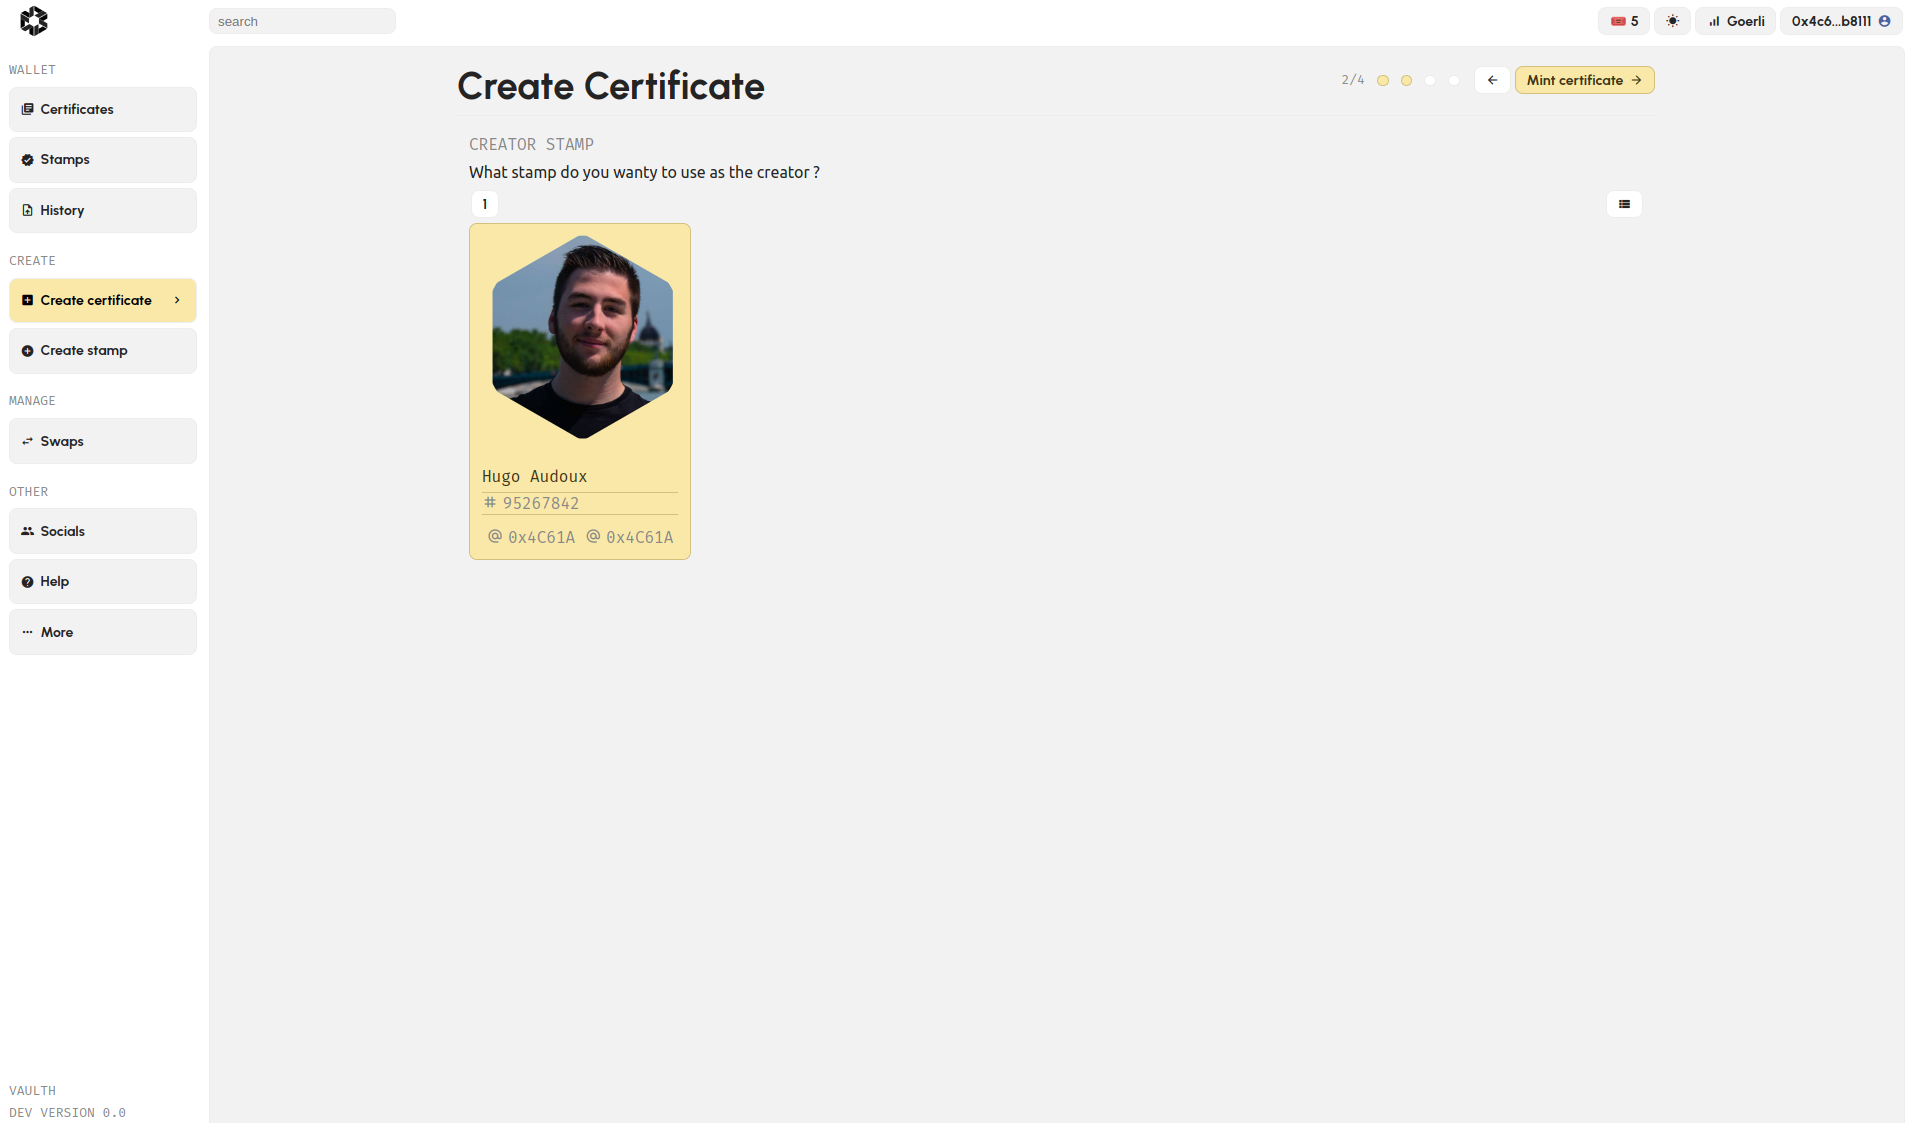 search
5
Goerli
0x4c6...b8111
WALLET
Certificates
Stamps
History
CREATE
Create certificate
Create stamp
MANAGE
Swaps
OTHER
Socials
Help
More
VAULTH
DEV VERSION 0.0
Create Certificate
2/4
Mint certificate
CREATOR STAMP
What stamp do you wanty to use as the creator ?
1
Hugo Audoux
# 95267842
@ 0x4C61A @ 0x4C61A